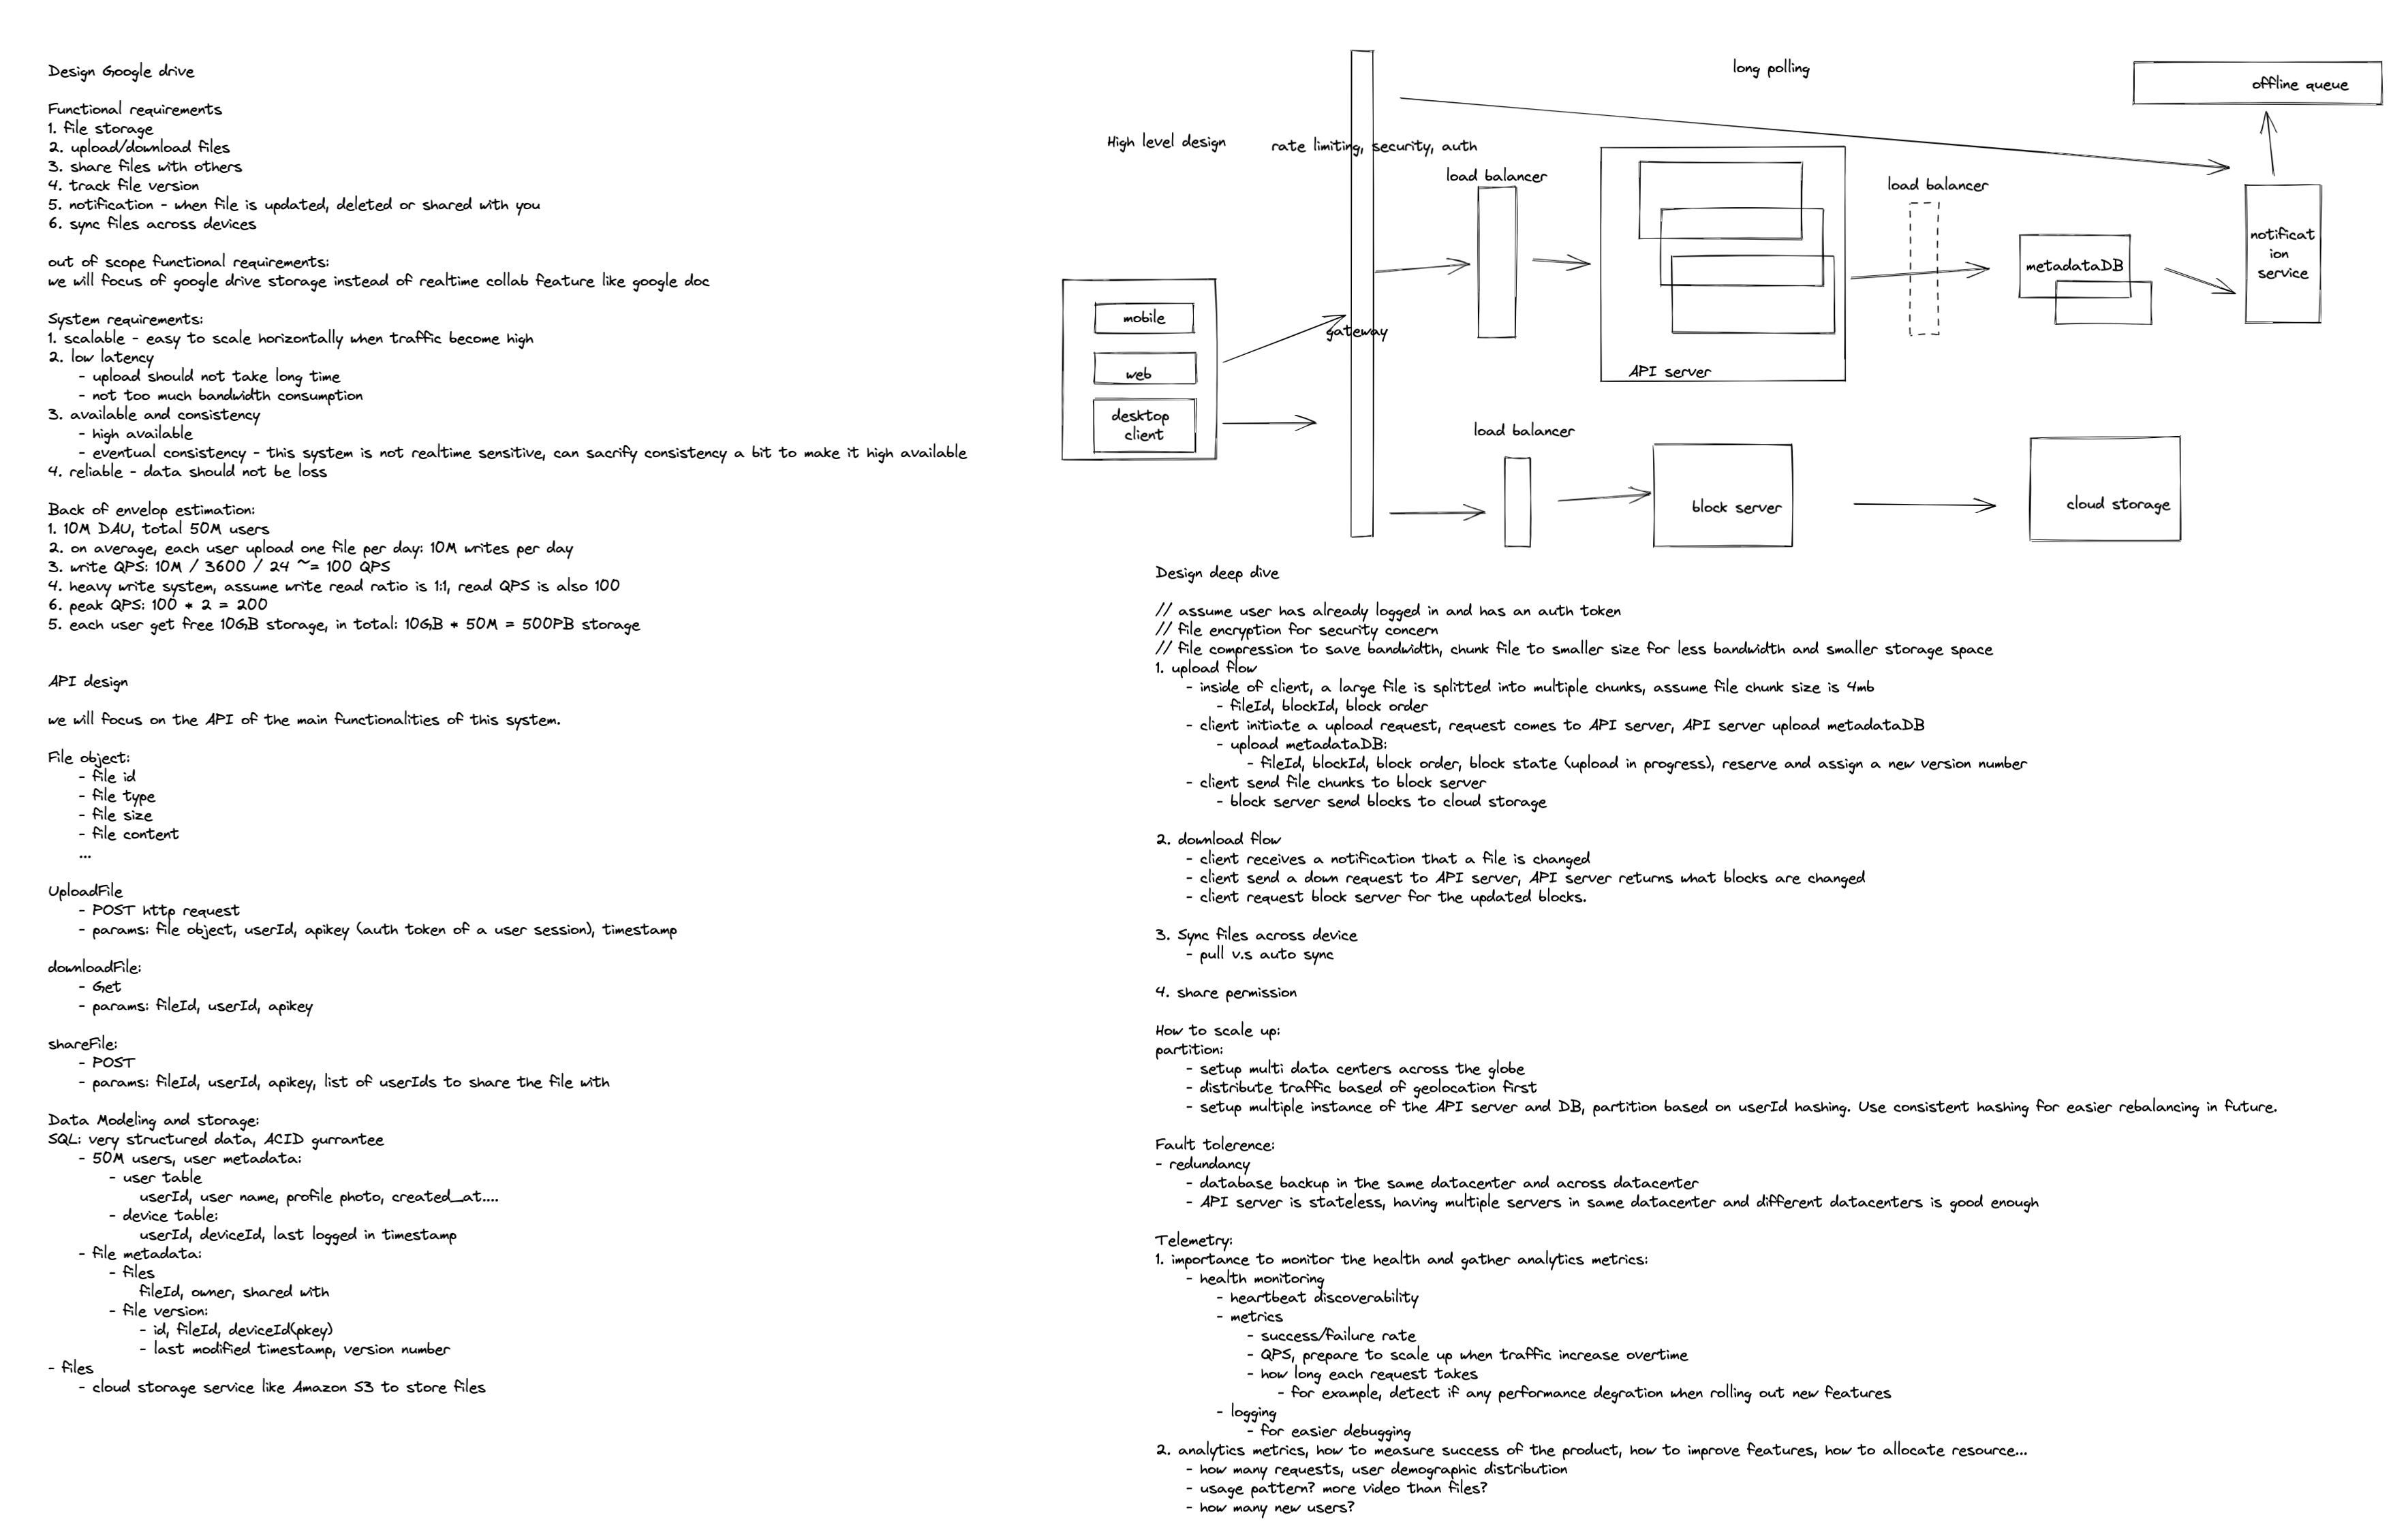 Design Google drive
Functional requirements
1. file storage
2. upload/download files
3. share files with others
4. track file version
5. notification - when file is updated, deleted or shared with you
6. sync files across devices
out of scope functional requirements:
we will focus of google drive storage instead of realtime collab feature like google doc
System requirements:
1. scalable - easy to scale horizontally when traffic become high
2. low latency
- upload should not take long time
- not too much bandwidth consumption
3. available and consistency
- high available
- eventual consistency - this system is not realtime sensitive, can sacrify consistency a bit to make it high available
4. reliable - data should not be loss
Back of envelop estimation:
1. 10M DAU, total 50M users
2. on average, each user upload one file per day: 10M writes per day
3. write QPS: 10M / 3600 / 24 ~= 100 QPS
4. heavy write system, assume write read ratio is 1:1, read QPS is also 100
6. peak QPS: 100 * 2 = 200
5. each user get free 10GB storage, in total: 10GB * 50M = 500PB storage
API design
we will focus on the API of the main functionalities of this system.
File object:
- file id
- file type
- file size
- file content
...
UploadFile
- POST http request
- params: file object, userId, apikey (auth token of a user session), timestamp
downloadFile:
- Get
- params: fileId, userId, apikey
shareFile:
- POST
- params: fileId, userId, apikey, list of userIds to share the file with
Data Modeling and storage:
SQL: very structured data, ACID gurrantee
- 50M users, user metadata:
- user table
userId, user name, profile photo, created_at....
- device table:
userId, deviceId, last logged in timestamp
- file metadata:
- files
fileId, owner, shared with
- file version:
- id, fileId, deviceId(pkey)
- last modified timestamp, version number
- files
- cloud storage service like Amazon S3 to store files
High level design
rate limiting, security, auth
long polling
offline queue
load balancer
load balancer
notificat
ion
service
metadataDB
mobile
web
desktop
client
gateway
API server
load balancer
block server
cloud storage
Design deep dive
// assume user has already logged in and has an auth token
// file encryption for security concern
// file compression to save bandwidth, chunk file to smaller size for less bandwidth and smaller storage space
1. upload flow
- inside of client, a large file is splitted into multiple chunks, assume file chunk size is 4mb
- fileId, blockId, block order
- client initiate a upload request, request comes to API server, API server upload metadataDB
- upload metadataDB:
- fileId, blockId, block order, block state (upload in progress), reserve and assign a new version number
- client send file chunks to block server
- block server send blocks to cloud storage
2. download flow
- client receives a notification that a file is changed
- client send a down request to API server, API server returns what blocks are changed
- client request block server for the updated blocks.
3. Sync files across device
- pull v.s auto sync
4. share permission
How to scale up:
partition:
- setup multi data centers across the globe
- distribute traffic based of geolocation first
- setup multiple instance of the API server and DB, partition based on userId hashing. Use consistent hashing for easier rebalancing in future.
Fault tolerence:
- redundancy
- database backup in the same datacenter and across datacenter
- API server is stateless, having multiple servers in same datacenter and different datacenters is good enough
Telemetry:
1. importance to monitor the health and gather analytics metrics:
- health monitoring
- heartbeat discoverability
- metrics
- success/failure rate
- QPS, prepare to scale up when traffic increase overtime
- how long each request takes
- for example, detect if any performance degration when rolling out new features
- logging
- for easier debugging
2. analytics metrics, how to measure success of the product, how to improve features, how to allocate resource...
- how many requests, user demographic distribution
- usage pattern? more video than files?
- how many new users?